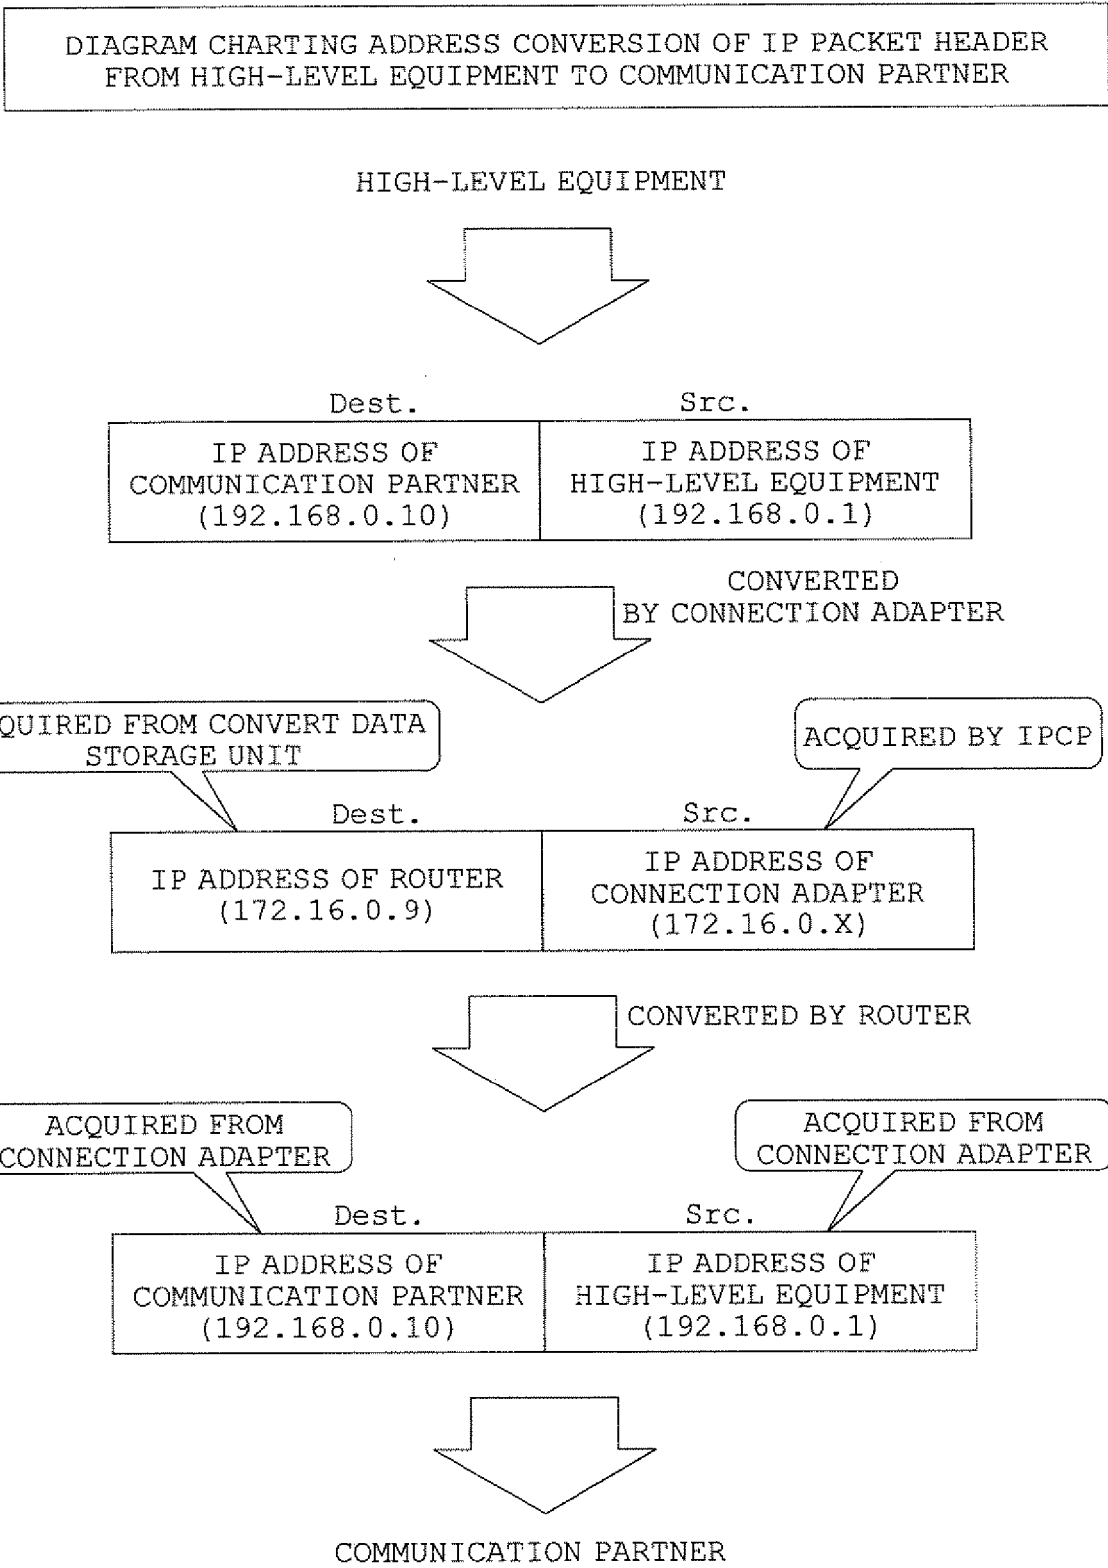 DIAGRAM CHARTING ADDRESS CONVERSION OF IP PACKET HEADER
FROM HIGH-LEVEL EQUIPMENT TO COMMUNICATION PARTNER
HIGH-LEVEL EQUIPMENT
Dest.
Src.
IP ADDRESS OF
COMMUNICATION PARTNER
(192.168.0.10)
IP ADDRESS OF
HIGH-LEVEL EQUIPMENT
(192.168.0.1)
CONVERTED
BY CONNECTION ADAPTER
QUIRED FROM CONVERT DATA
STORAGE UNIT
ACQUIRED BY IPCP
Dest.
Src.
IP ADDRESS OF ROUTER
(172.16.0.9)
IP ADDRESS OF
CONNECTION ADAPTER
(172.16.0.X)
CONVERTED BY ROUTER
ACQUIRED FROM
CONNECTION ADAPTER
ACQUIRED FROM
CONNECTION ADAPTER
Dest.
Src.
IP ADDRESS OF
COMMUNICATION PARTNER
(192.168.0.10)
IP ADDRESS OF
HIGH-LEVEL EQUIPMENT
(192.168.0.1)
COMMUNICATION PARTNER